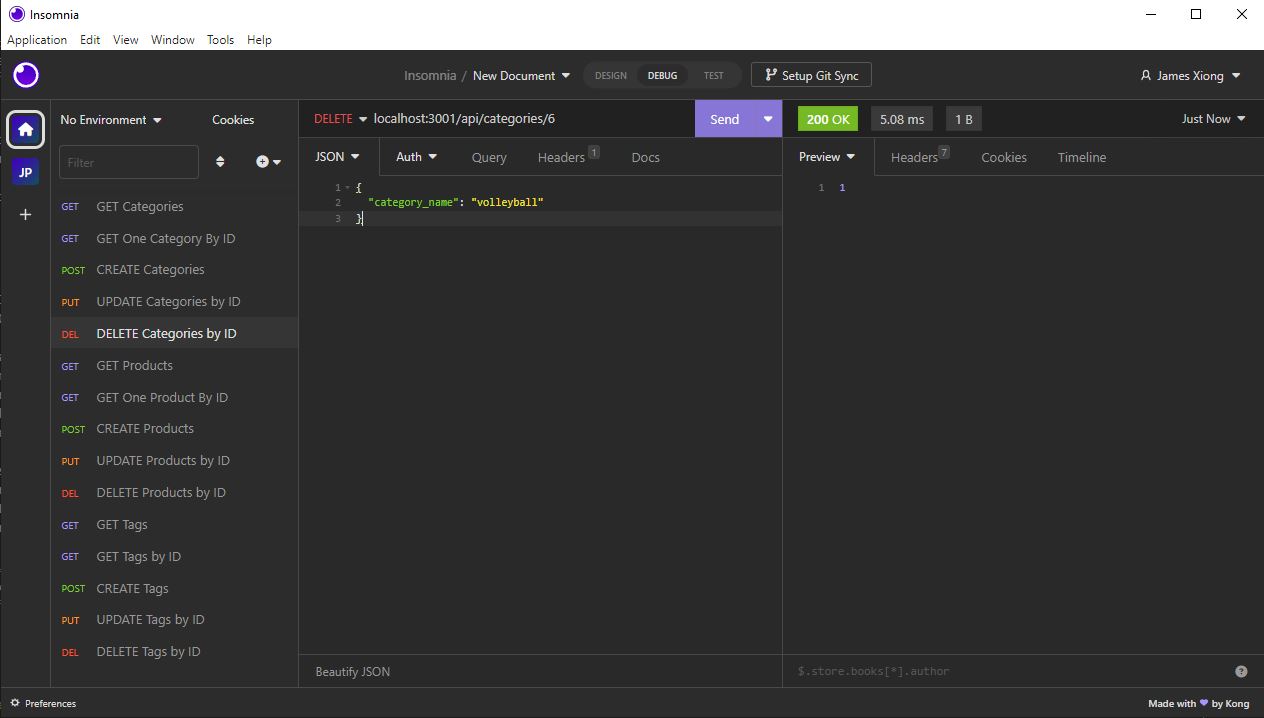 Insomnia
Application Edit View Window Tools Help
Insomnia / New Document DESIGN DEBUG TEST Setup Git Sync James Xiong
No Environment Cookies
DELETE localhost:3001/api/categories/6 Send
200 OK 5.08 ms 1 B Just Now
Filter
JP
JSON Auth Query Headers 1 Docs
Preview Headers 7 Cookies Timeline
1 {
2 "category_name": "volleyball"
3 }
1 1
GET GET Categories
GET GET One Category By ID
POST CREATE Categories
PUT UPDATE Categories by ID
DEL DELETE Categories by ID
GET GET Products
GET GET One Product By ID
POST CREATE Products
PUT UPDATE Products by ID
DEL DELETE Products by ID
GET GET Tags
GET GET Tags by ID
POST CREATE Tags
PUT UPDATE Tags by ID
DEL DELETE Tags by ID
Beautify JSON
$.store.books[*].author ?
Preferences
Made with 💜 by Kong